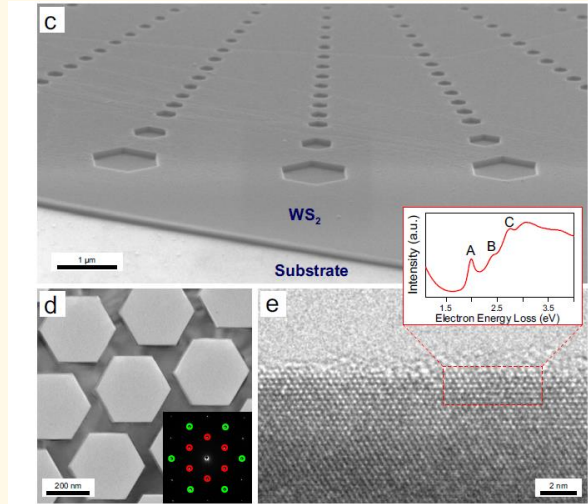 c
WS2
Substrate
1 µm
Intensity (a.u.)
A
B
C
1.5 2.5 3.5
Electron Energy Loss (eV)
d
200 nm
e
2 nm